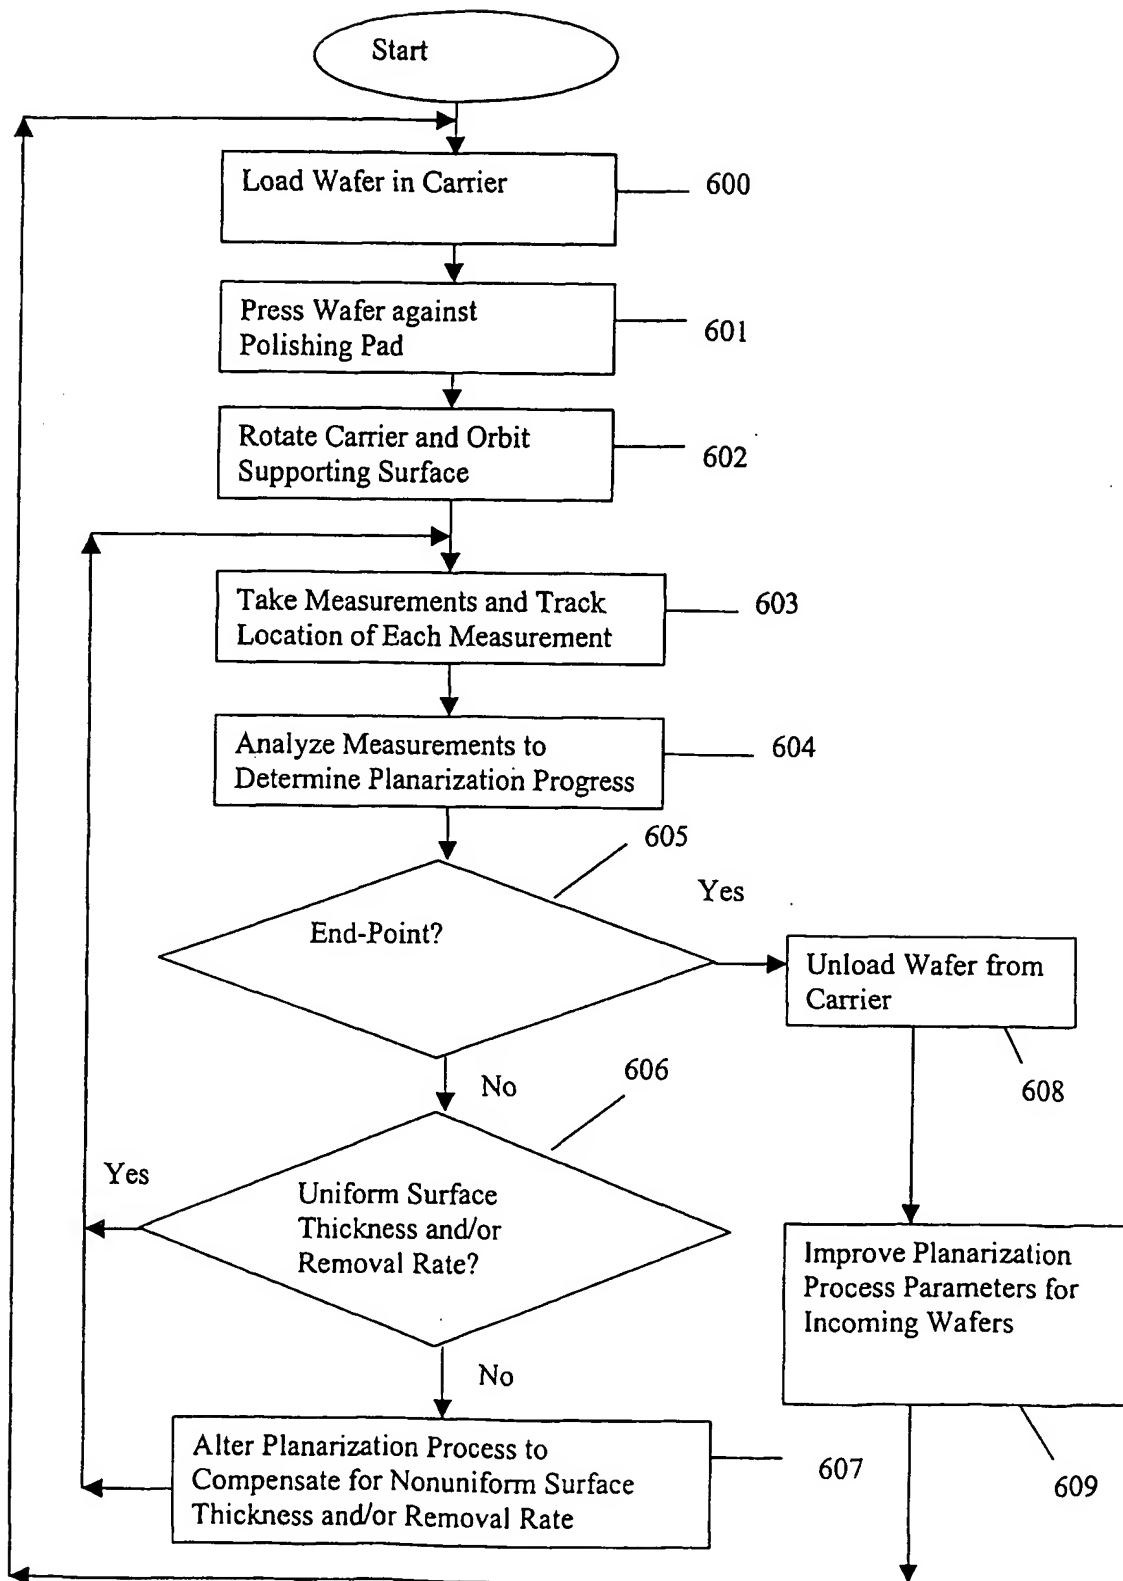 Start
Load Wafer in Carrier
600
Press Wafer against
Polishing Pad
601
Rotate Carrier and Orbit
Supporting Surface
602
Take Measurements and Track
Location of Each Measurement
603
Analyze Measurements to
Determine Planarization Progress
604
605
End-Point?
Yes
Unload Wafer from
Carrier
608
No
606
Uniform Surface
Thickness and/or
Removal Rate?
Yes
No
Improve Planarization
Process Parameters for
Incoming Wafers
609
Alter Planarization Process to
Compensate for Nonuniform Surface
Thickness and/or Removal Rate
607